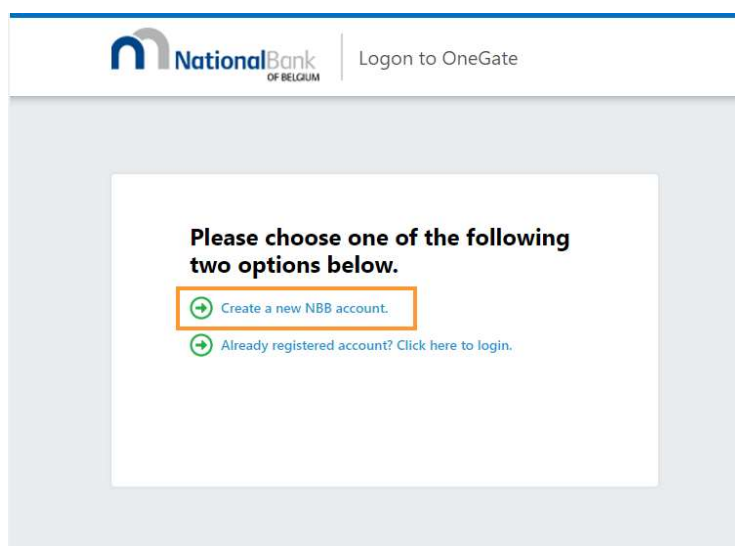 NationalBank
OF BELGIUM
Logon to OneGate
Please choose one of the following
two options below.
Create a new NBB account.
Already registered account? Click here to login.